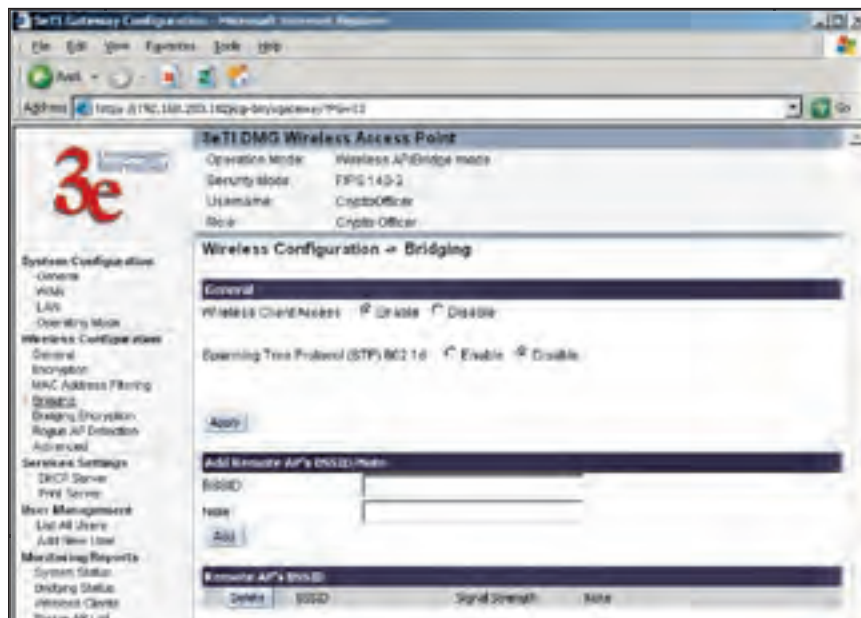 3eTI Gateway Configuration - Microsoft Internet Explorer
File Edit View Favorites Tools Help
Back
Address Go
3e
3eTI DMG Wireless Access Point
Operation Mode: Wireless AP/Bridge mode
Security Mode: FIPS 140-2
Username: CryptoOfficer
Role: Crypto Officer
System Configuration
General
WAN
LAN
Operating Mode
Wireless Configuration
General
Encryption
MAC Address Filtering
Bridging
Bridging Encryption
Rogue AP Detection
Advanced
Services Settings
DHCP Server
Print Server
User Management
List All Users
Add New User
Monitoring Reports
System Status
Bridging Status
Wireless Clients
Rogue AP List
Wireless Configuration -> Bridging
General
Wireless Client Access Enable Disable
Spanning Tree Protocol (STP) 802.1d Enable Disable
Apply
Add Remote AP's BSSID/Note
BSSID
Note
Add
Remote AP's BSSID
Delete BSSID Signal Strength Note